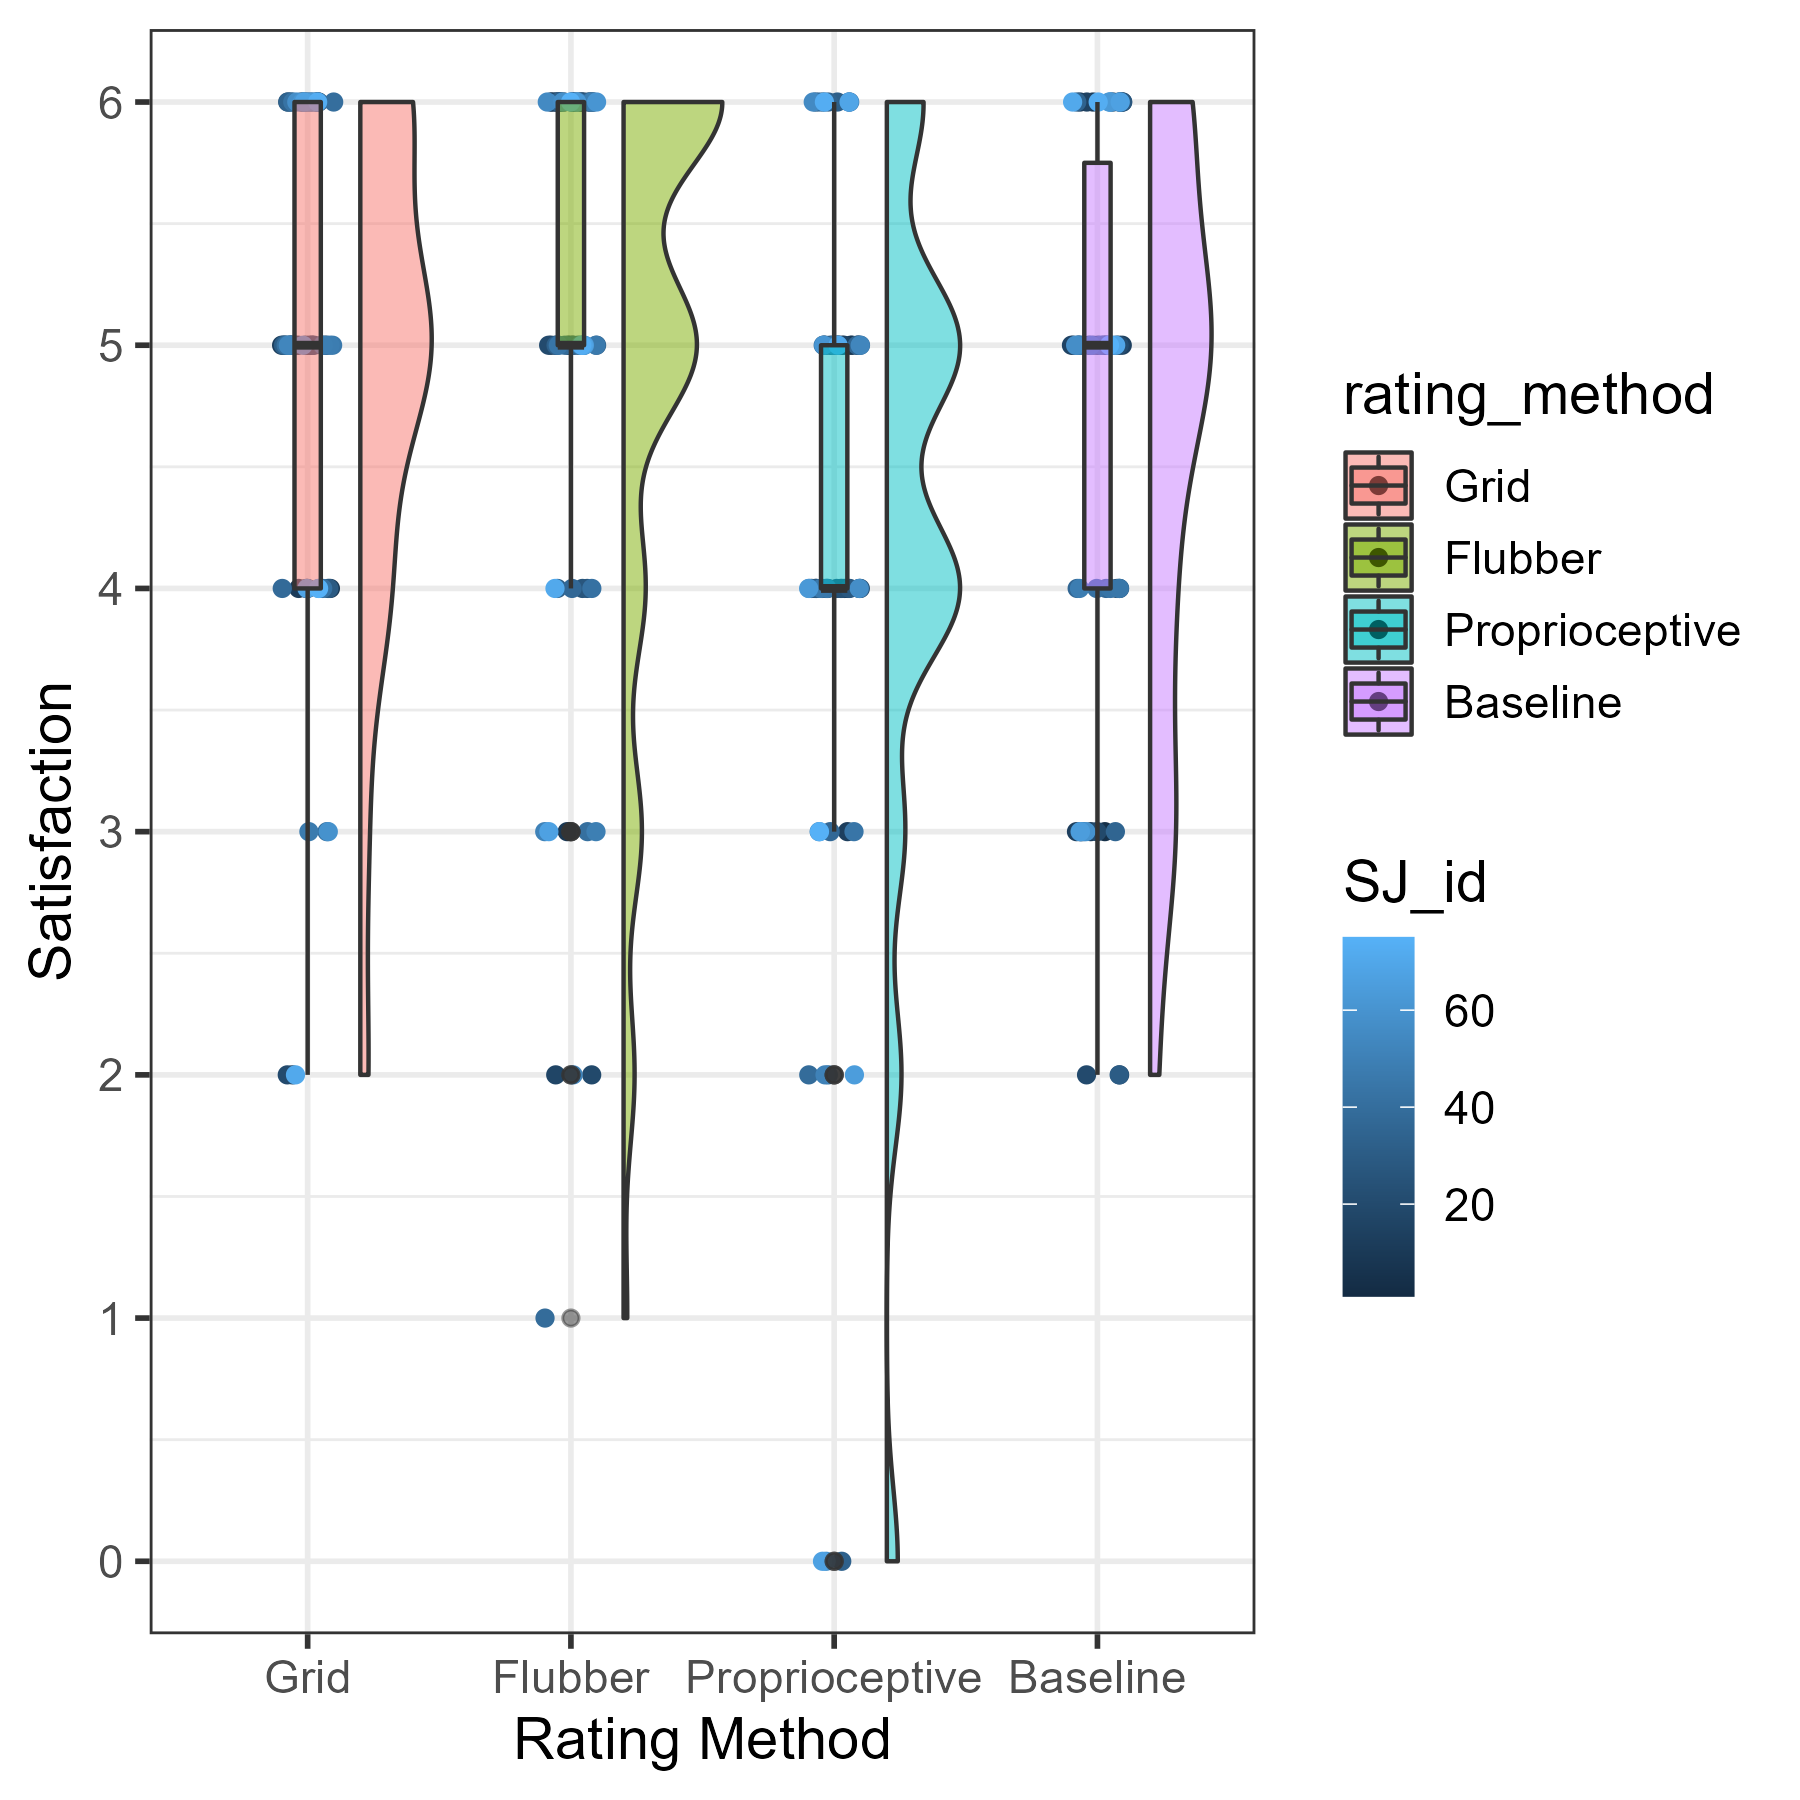 Satisfaction
6
5
4
3
2
1
0
Grid Flubber Proprioceptive Baseline
Rating Method
rating_method
Grid
Flubber
Proprioceptive
Baseline
SJ_id
60
40
20